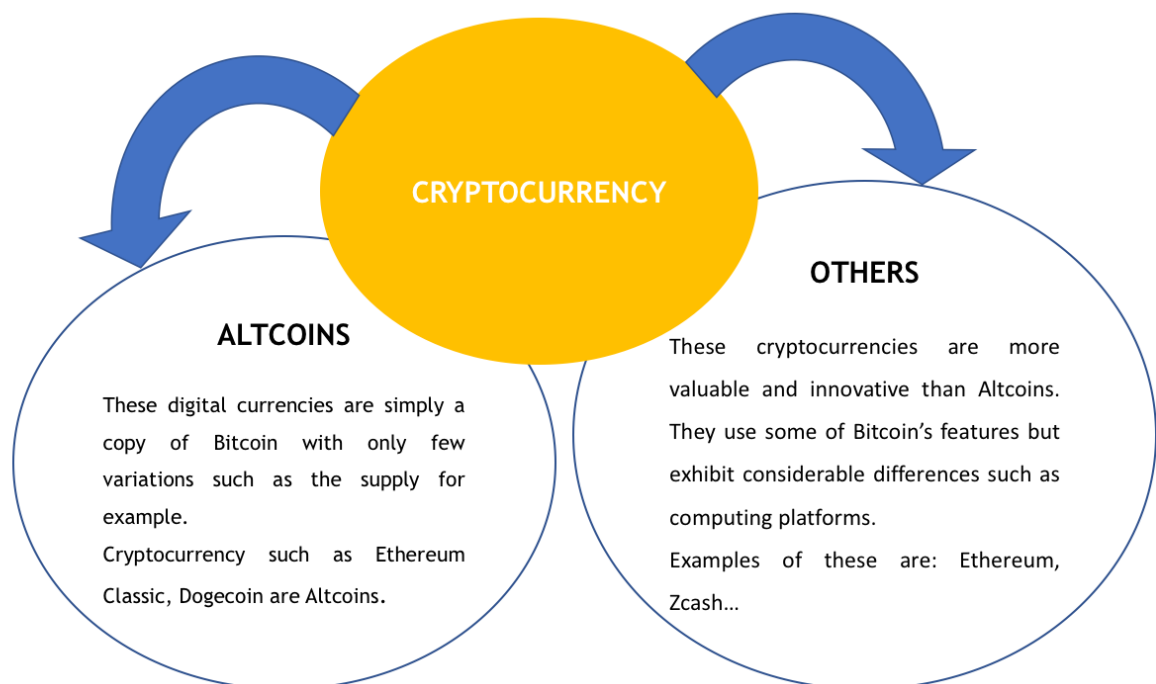 CRYPTOCURRENCY
ALTCOINS
These digital currencies are simply a
copy of Bitcoin with only few
variations such as the supply for
example.
Cryptocurrency such as Ethereum
Classic, Dogecoin are Altcoins.
OTHERS
These cryptocurrencies are more
valuable and innovative than Altcoins.
They use some of Bitcoin’s features but
exhibit considerable differences such as
computing platforms.
Examples of these are: Ethereum,
Zcash…